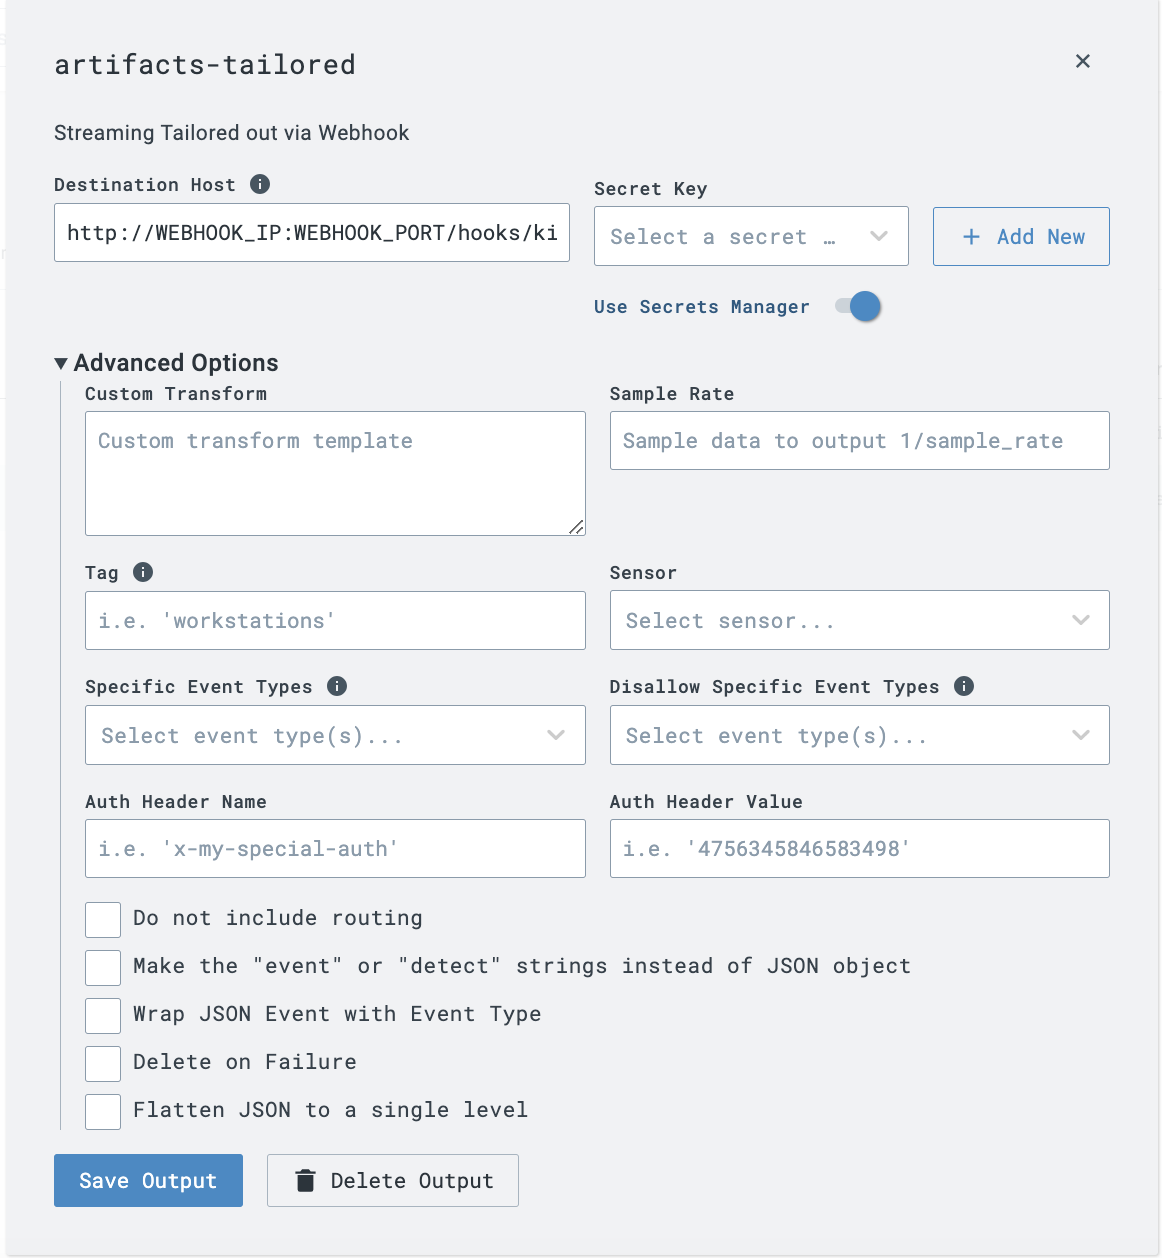 artifacts-tailored
Streaming Tailored out via Webhook
Destination Host
http://WEBHOOK_IP:WEBHOOK_PORT/hooks/ki
Secret Key
Select a secret …
+ Add New
Use Secrets Manager
Advanced Options
Custom Transform
Custom transform template
Sample Rate
Sample data to output 1/sample_rate
Tag
i.e. 'workstations'
Sensor
Select sensor...
Specific Event Types
Select event type(s)...
Disallow Specific Event Types
Select event type(s)...
Auth Header Name
i.e. 'x-my-special-auth'
Auth Header Value
i.e. '4756345846583498'
Do not include routing
Make the "event" or "detect" strings instead of JSON object
Wrap JSON Event with Event Type
Delete on Failure
Flatten JSON to a single level
Save Output
Delete Output